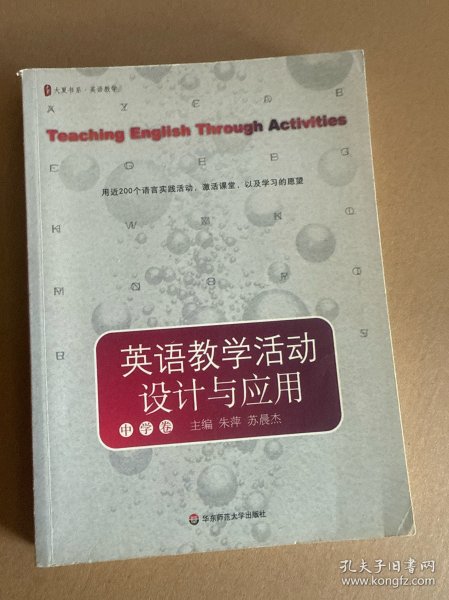 大夏书系·英语教学
A Y C A E
Teaching English Through Activities
用近200个语言实践活动，激活课堂，以及学习的愿望
英语教学活动
设计与应用
中学卷 主编 朱萍 苏晨杰
华东师范大学出版社
孔夫子旧书网
www.kongfz.com